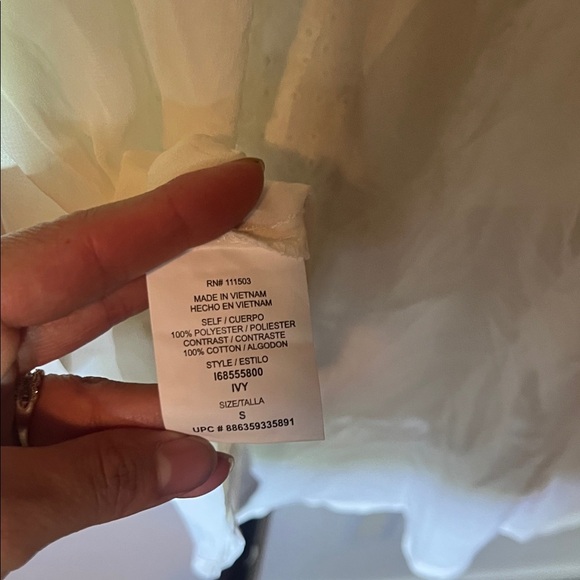 RN# 111503
MADE IN VIETNAM
HECHO EN VIETNAM
SELF / CUERPO
100% POLYESTER / POLIESTER
CONTRAST / CONTRASTE
100% COTTON / ALGODON
STYLE / ESTILO
I68555800
IVY
SIZE/TALLA
S
UPC # 886359335891